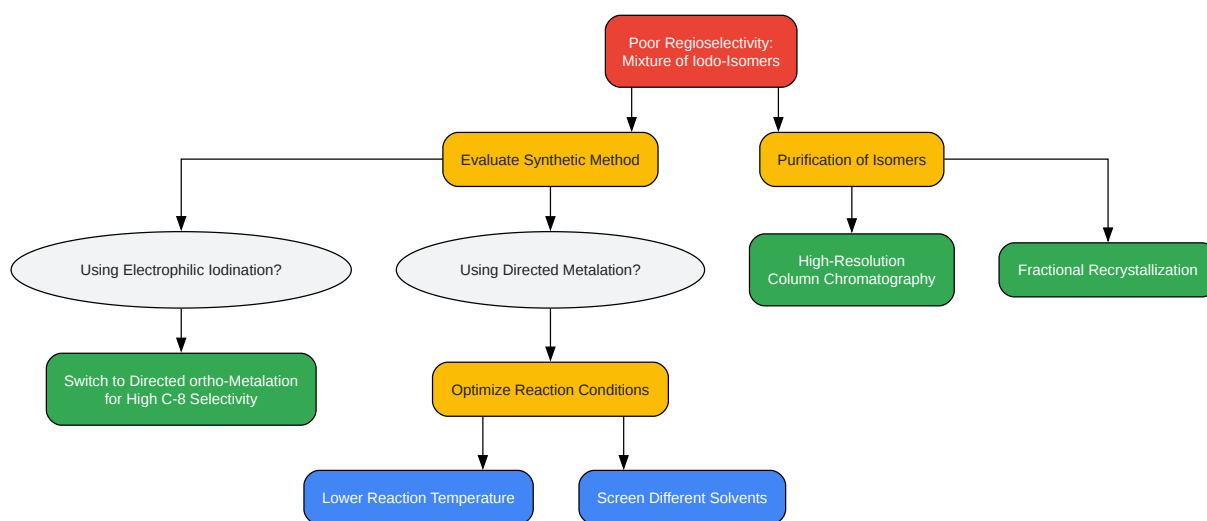 Poor Regioselectivity:
Mixture of Iodo-Isomers
Evaluate Synthetic Method
Purification of Isomers
Using Electrophilic Iodination?
Using Directed Metalation?
High-Resolution
Column Chromatography
Fractional Recrystallization
Switch to Directed ortho-Metalation
for High C-8 Selectivity
Optimize Reaction Conditions
Lower Reaction Temperature
Screen Different Solvents